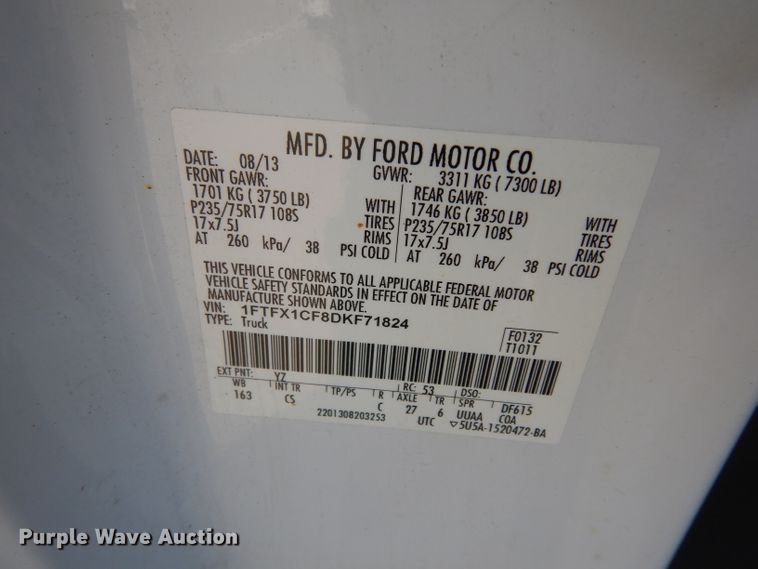 MFD. BY FORD MOTOR CO.
DATE: 08/13 GVWR: 3311 KG ( 7300 LB)
FRONT GAWR: REAR GAWR:
1701 KG ( 3750 LB) WITH 1746 KG ( 3850 LB) WITH
P235/75R17 108S TIRES P235/75R17 108S TIRES
17x7.5J RIMS 17x7.5J RIMS
AT 260 kPa/ 38 PSI COLD AT 260 kPa/ 38 PSI COLD
THIS VEHICLE CONFORMS TO ALL APPLICABLE FEDERAL MOTOR
VEHICLE SAFETY STANDARDS IN EFFECT ON THE DATE OF
MANUFACTURE SHOWN ABOVE.
VIN: 1FTFX1CF8DKF71824
TYPE: Truck
F0132
T1011
EXT PNT: YZ RC: 53 DSO:
WB INT TR TP/PS R AXLE TR SPR DF615
163 CS C 27 6 UUAA COA
2201308203253 UTC ▽5U5A-1520472-BA
Purple Wave Auction